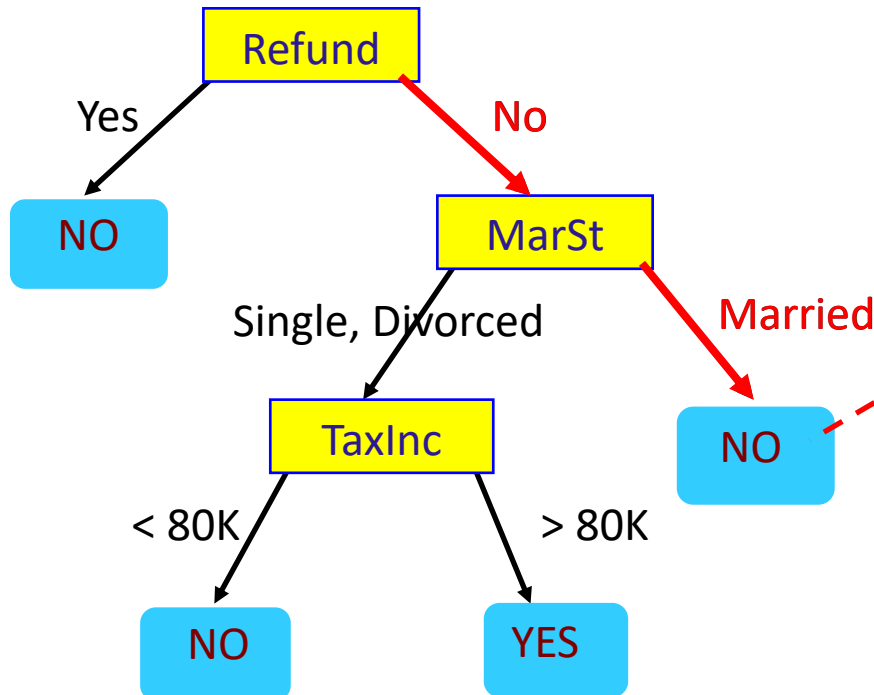 Refund
Yes
No
NO
MarSt
Single, Divorced
Married
TaxInc
NO
< 80K
> 80K
NO
YES